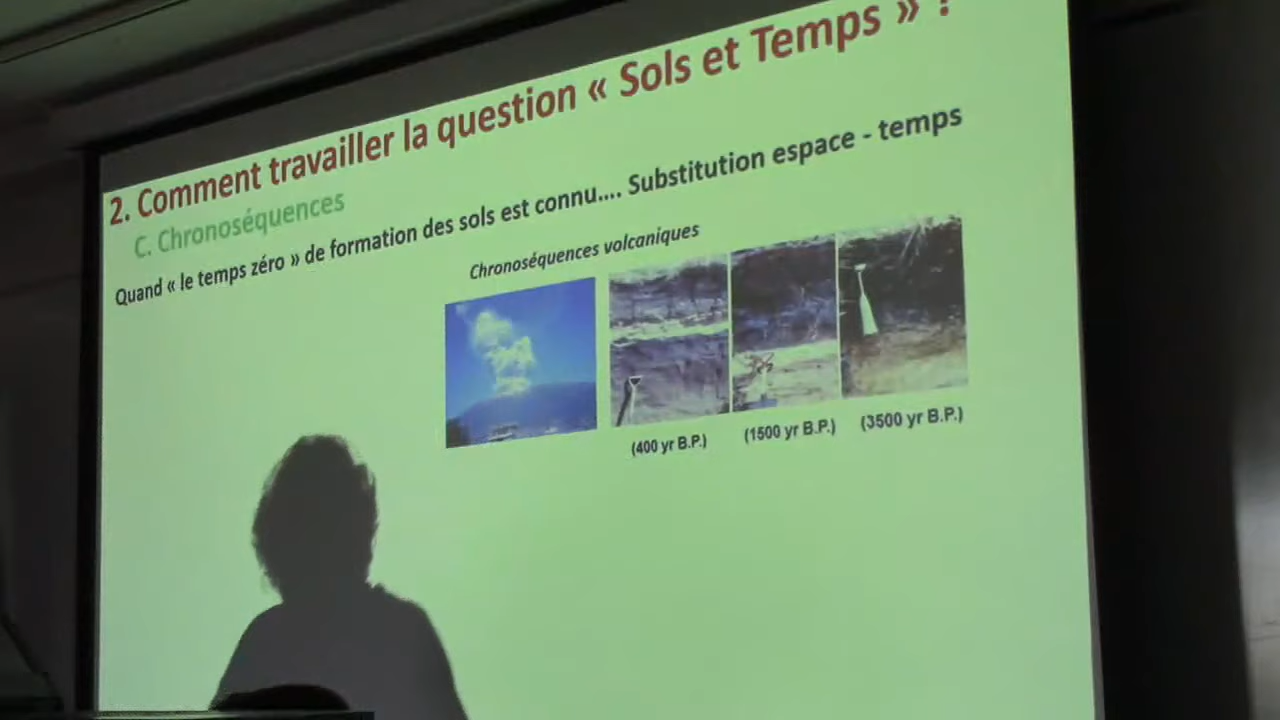 2. Comment travailler la question « Sols et Temps » ?
C. Chronoséquences
Quand « le temps zéro » de formation des sols est connu.... Substitution espace - temps
Chronoséquences volcaniques
(400 yr B.P.) (1500 yr B.P.) (3500 yr B.P.)